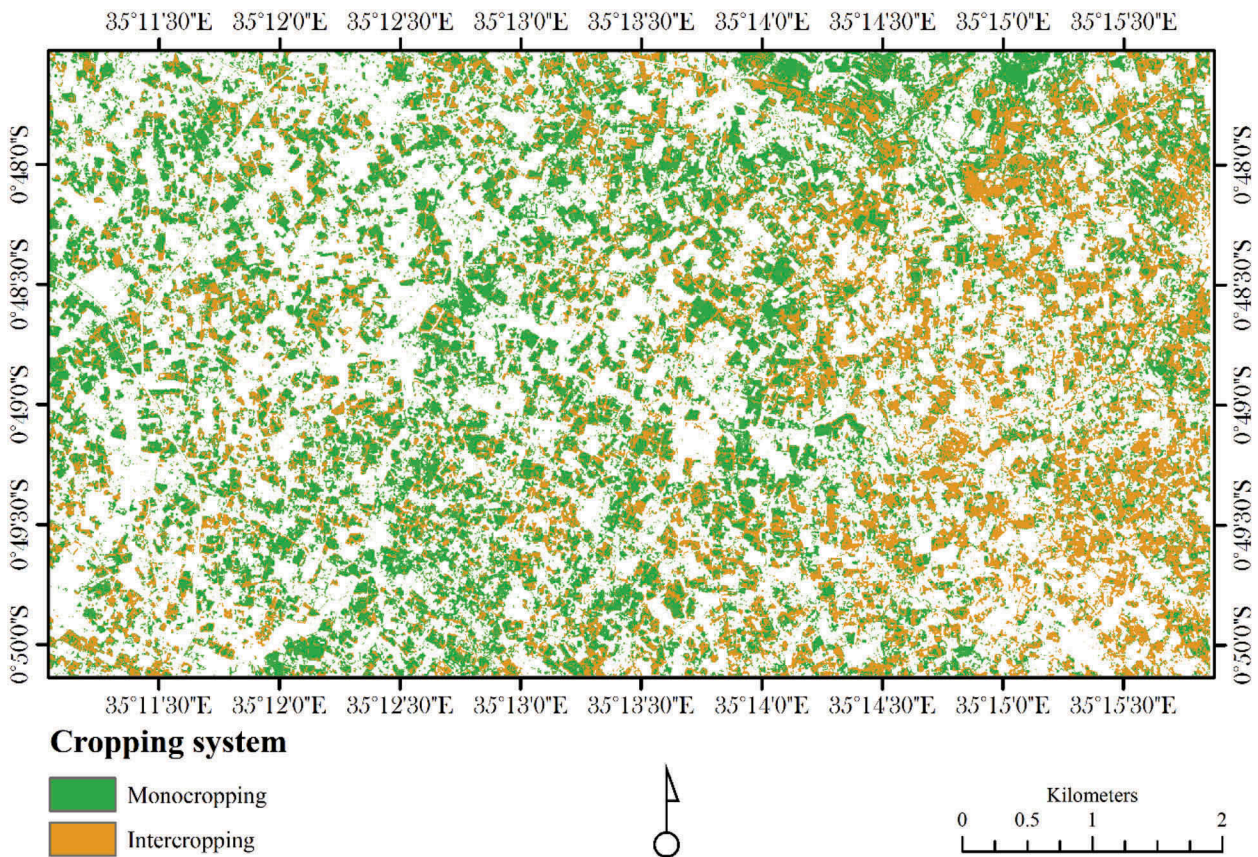 35°11'30"E 35°12'0"E 35°12'30"E 35°13'0"E 35°13'30"E 35°14'0"E 35°14'30"E 35°15'0"E 35°15'30"E
0°48'0"S 0°48'0"S
0°48'30"S 0°48'30"S
0°49'0"S 0°49'0"S
0°49'30"S 0°49'30"S
0°50'0"S 0°50'0"S
35°11'30"E 35°12'0"E 35°12'30"E 35°13'0"E 35°13'30"E 35°14'0"E 35°14'30"E 35°15'0"E 35°15'30"E
Cropping system
Monocropping
Intercropping
Kilometers
0 0.5 1 2